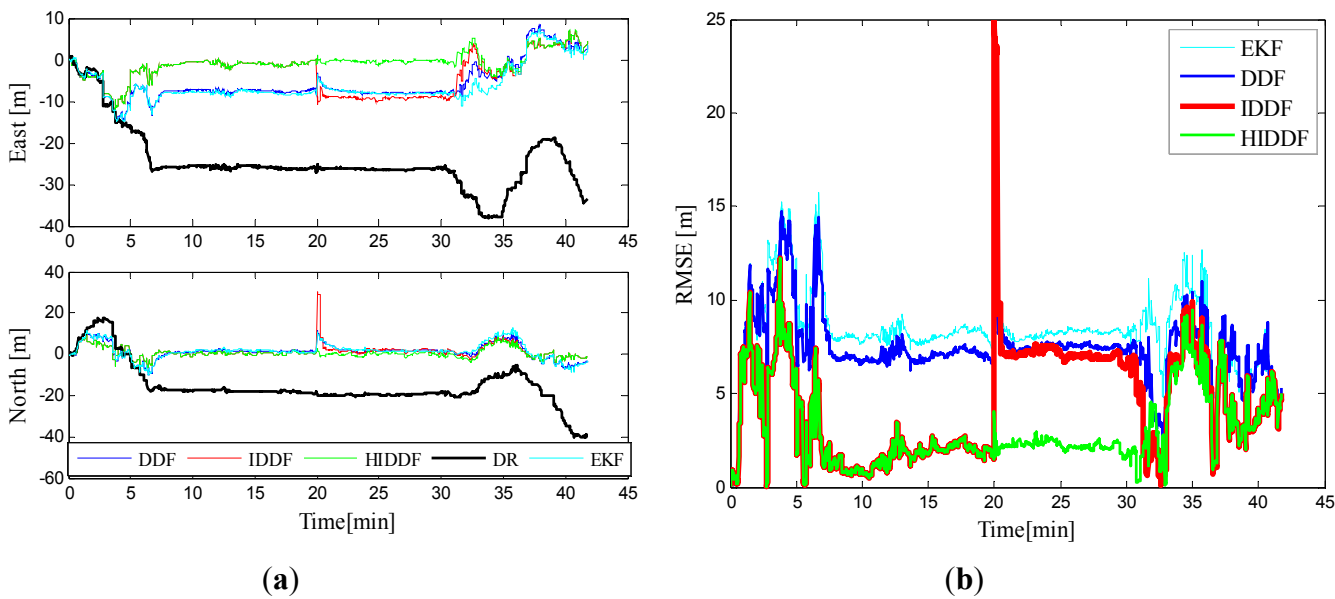 10
0
-10
-20
-30
-40
East [m]
0 5 10 15 20 25 30 35 40 45
40
20
0
-20
-40
-60
North [m]
DDF IDDF HIDDF DR EKF
0 5 10 15 20 25 30 35 40 45
Time[min]
(a)
25
20
15
10
5
0
RMSE [m]
EKF
DDF
IDDF
HIDDF
0 5 10 15 20 25 30 35 40 45
Time[min]
(b)